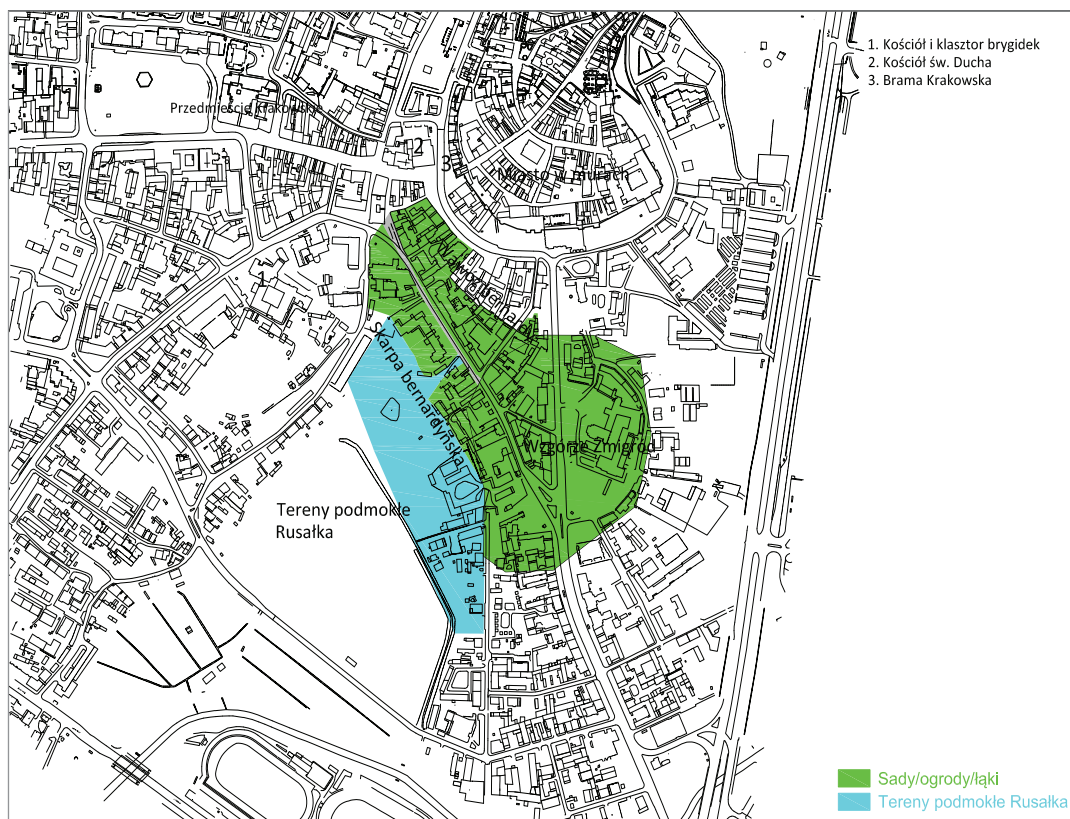 1. Kościół i klasztor brygidek
2. Kościół św. Ducha
3. Brama Krakowska
Przedmieście Krakowskie
2
3
Miasto w murach
1
Skarpa bernardyńska
Wzgórze Żmigród
Tereny podmokłe
Rusałka
Sady/ogrody/łąki
Tereny podmokłe Rusałka